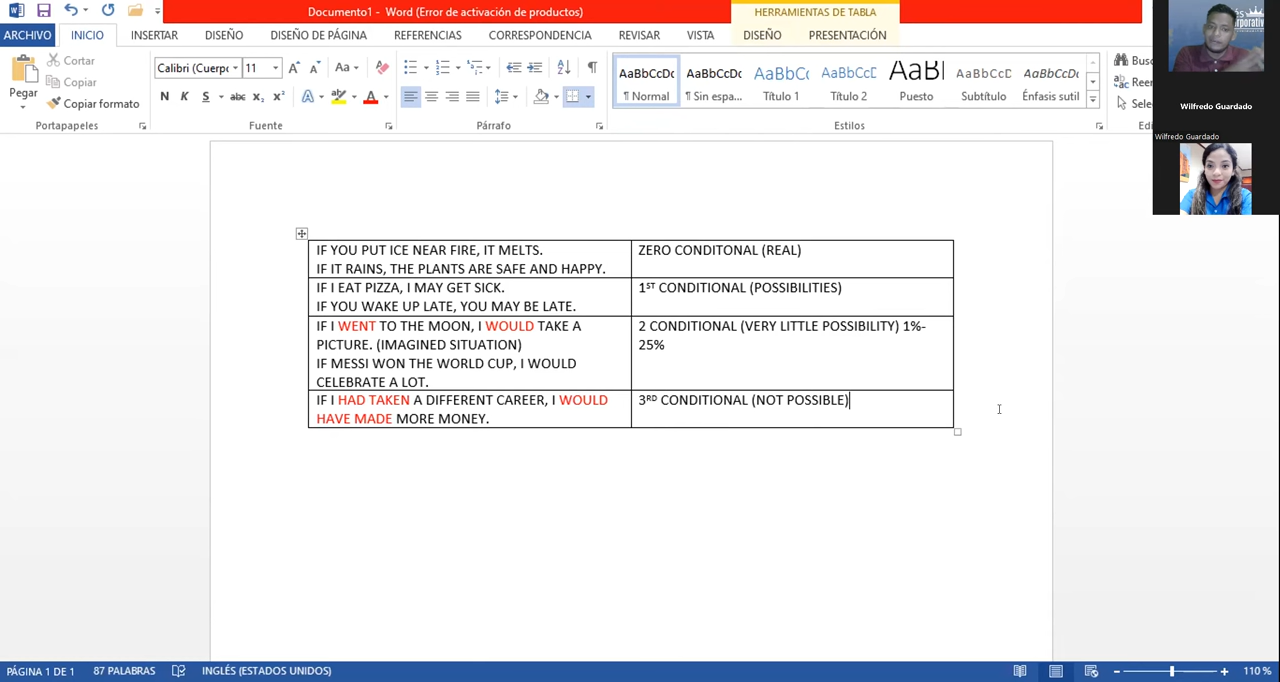 Documento1 - Word (Error de activación de productos)
HERRAMIENTAS DE TABLA
ARCHIVO INICIO INSERTAR DISEÑO DISEÑO DE PÁGINA REFERENCIAS CORRESPONDENCIA REVISAR VISTA DISEÑO PRESENTACIÓN
Cortar
Copiar
Copiar formato
Pegar
Portapapeles
Calibri (Cuerpo 11
N K S abc x₂ x² A A
Fuente
Párrafo
AaBbCcDc AaBbCcDc AaBbCc AaBbCcD AaBl AaBbCcD AaBbCcDc
¶ Normal ¶ Sin espa... Título 1 Título 2 Puesto Subtítulo Énfasis sutil
Estilos
Wilfredo Guardado
Wilfredo Guardado
IF YOU PUT ICE NEAR FIRE, IT MELTS.
IF IT RAINS, THE PLANTS ARE SAFE AND HAPPY.
ZERO CONDITONAL (REAL)
IF I EAT PIZZA, I MAY GET SICK.
IF YOU WAKE UP LATE, YOU MAY BE LATE.
1ST CONDITIONAL (POSSIBILITIES)
IF I WENT TO THE MOON, I WOULD TAKE A
PICTURE. (IMAGINED SITUATION)
IF MESSI WON THE WORLD CUP, I WOULD
CELEBRATE A LOT.
2 CONDITIONAL (VERY LITTLE POSSIBILITY) 1%-
25%
IF I HAD TAKEN A DIFFERENT CAREER, I WOULD
HAVE MADE MORE MONEY.
3RD CONDITIONAL (NOT POSSIBLE)
PÁGINA 1 DE 1 87 PALABRAS INGLÉS (ESTADOS UNIDOS) 110 %